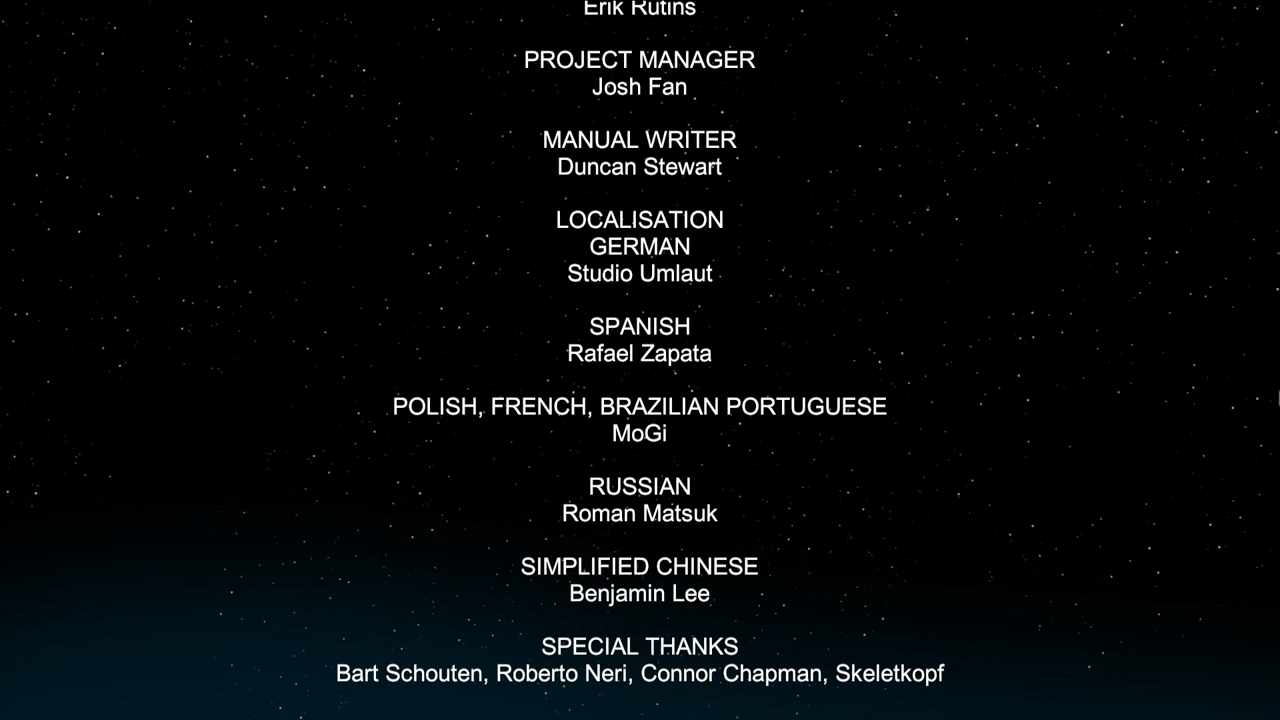 Erik Rutins
PROJECT MANAGER
Josh Fan
MANUAL WRITER
Duncan Stewart
LOCALISATION
GERMAN
Studio Umlaut
SPANISH
Rafael Zapata
POLISH, FRENCH, BRAZILIAN PORTUGUESE
MoGi
RUSSIAN
Roman Matsuk
SIMPLIFIED CHINESE
Benjamin Lee
SPECIAL THANKS
Bart Schouten, Roberto Neri, Connor Chapman, Skeletkopf